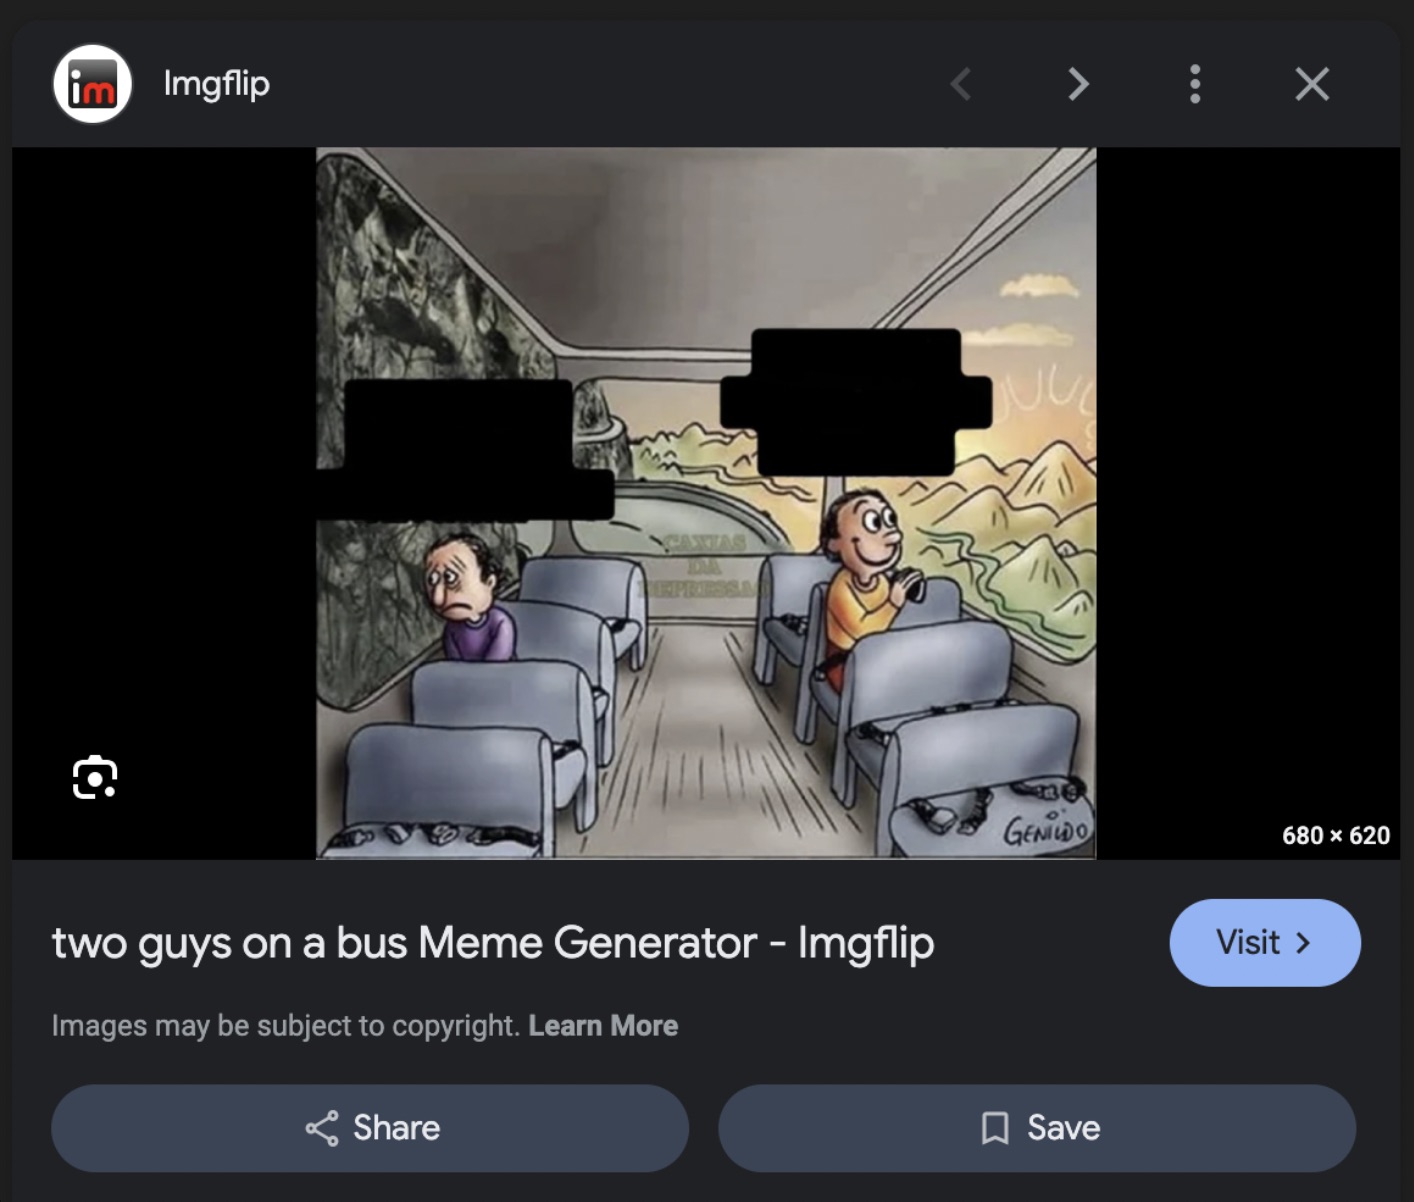 im
Imgflip
CAXIAS
DA
DEPRESSAO
GENILDO
680 × 620
two guys on a bus Meme Generator - Imgflip
Visit
Images may be subject to copyright. Learn More
Share
Save